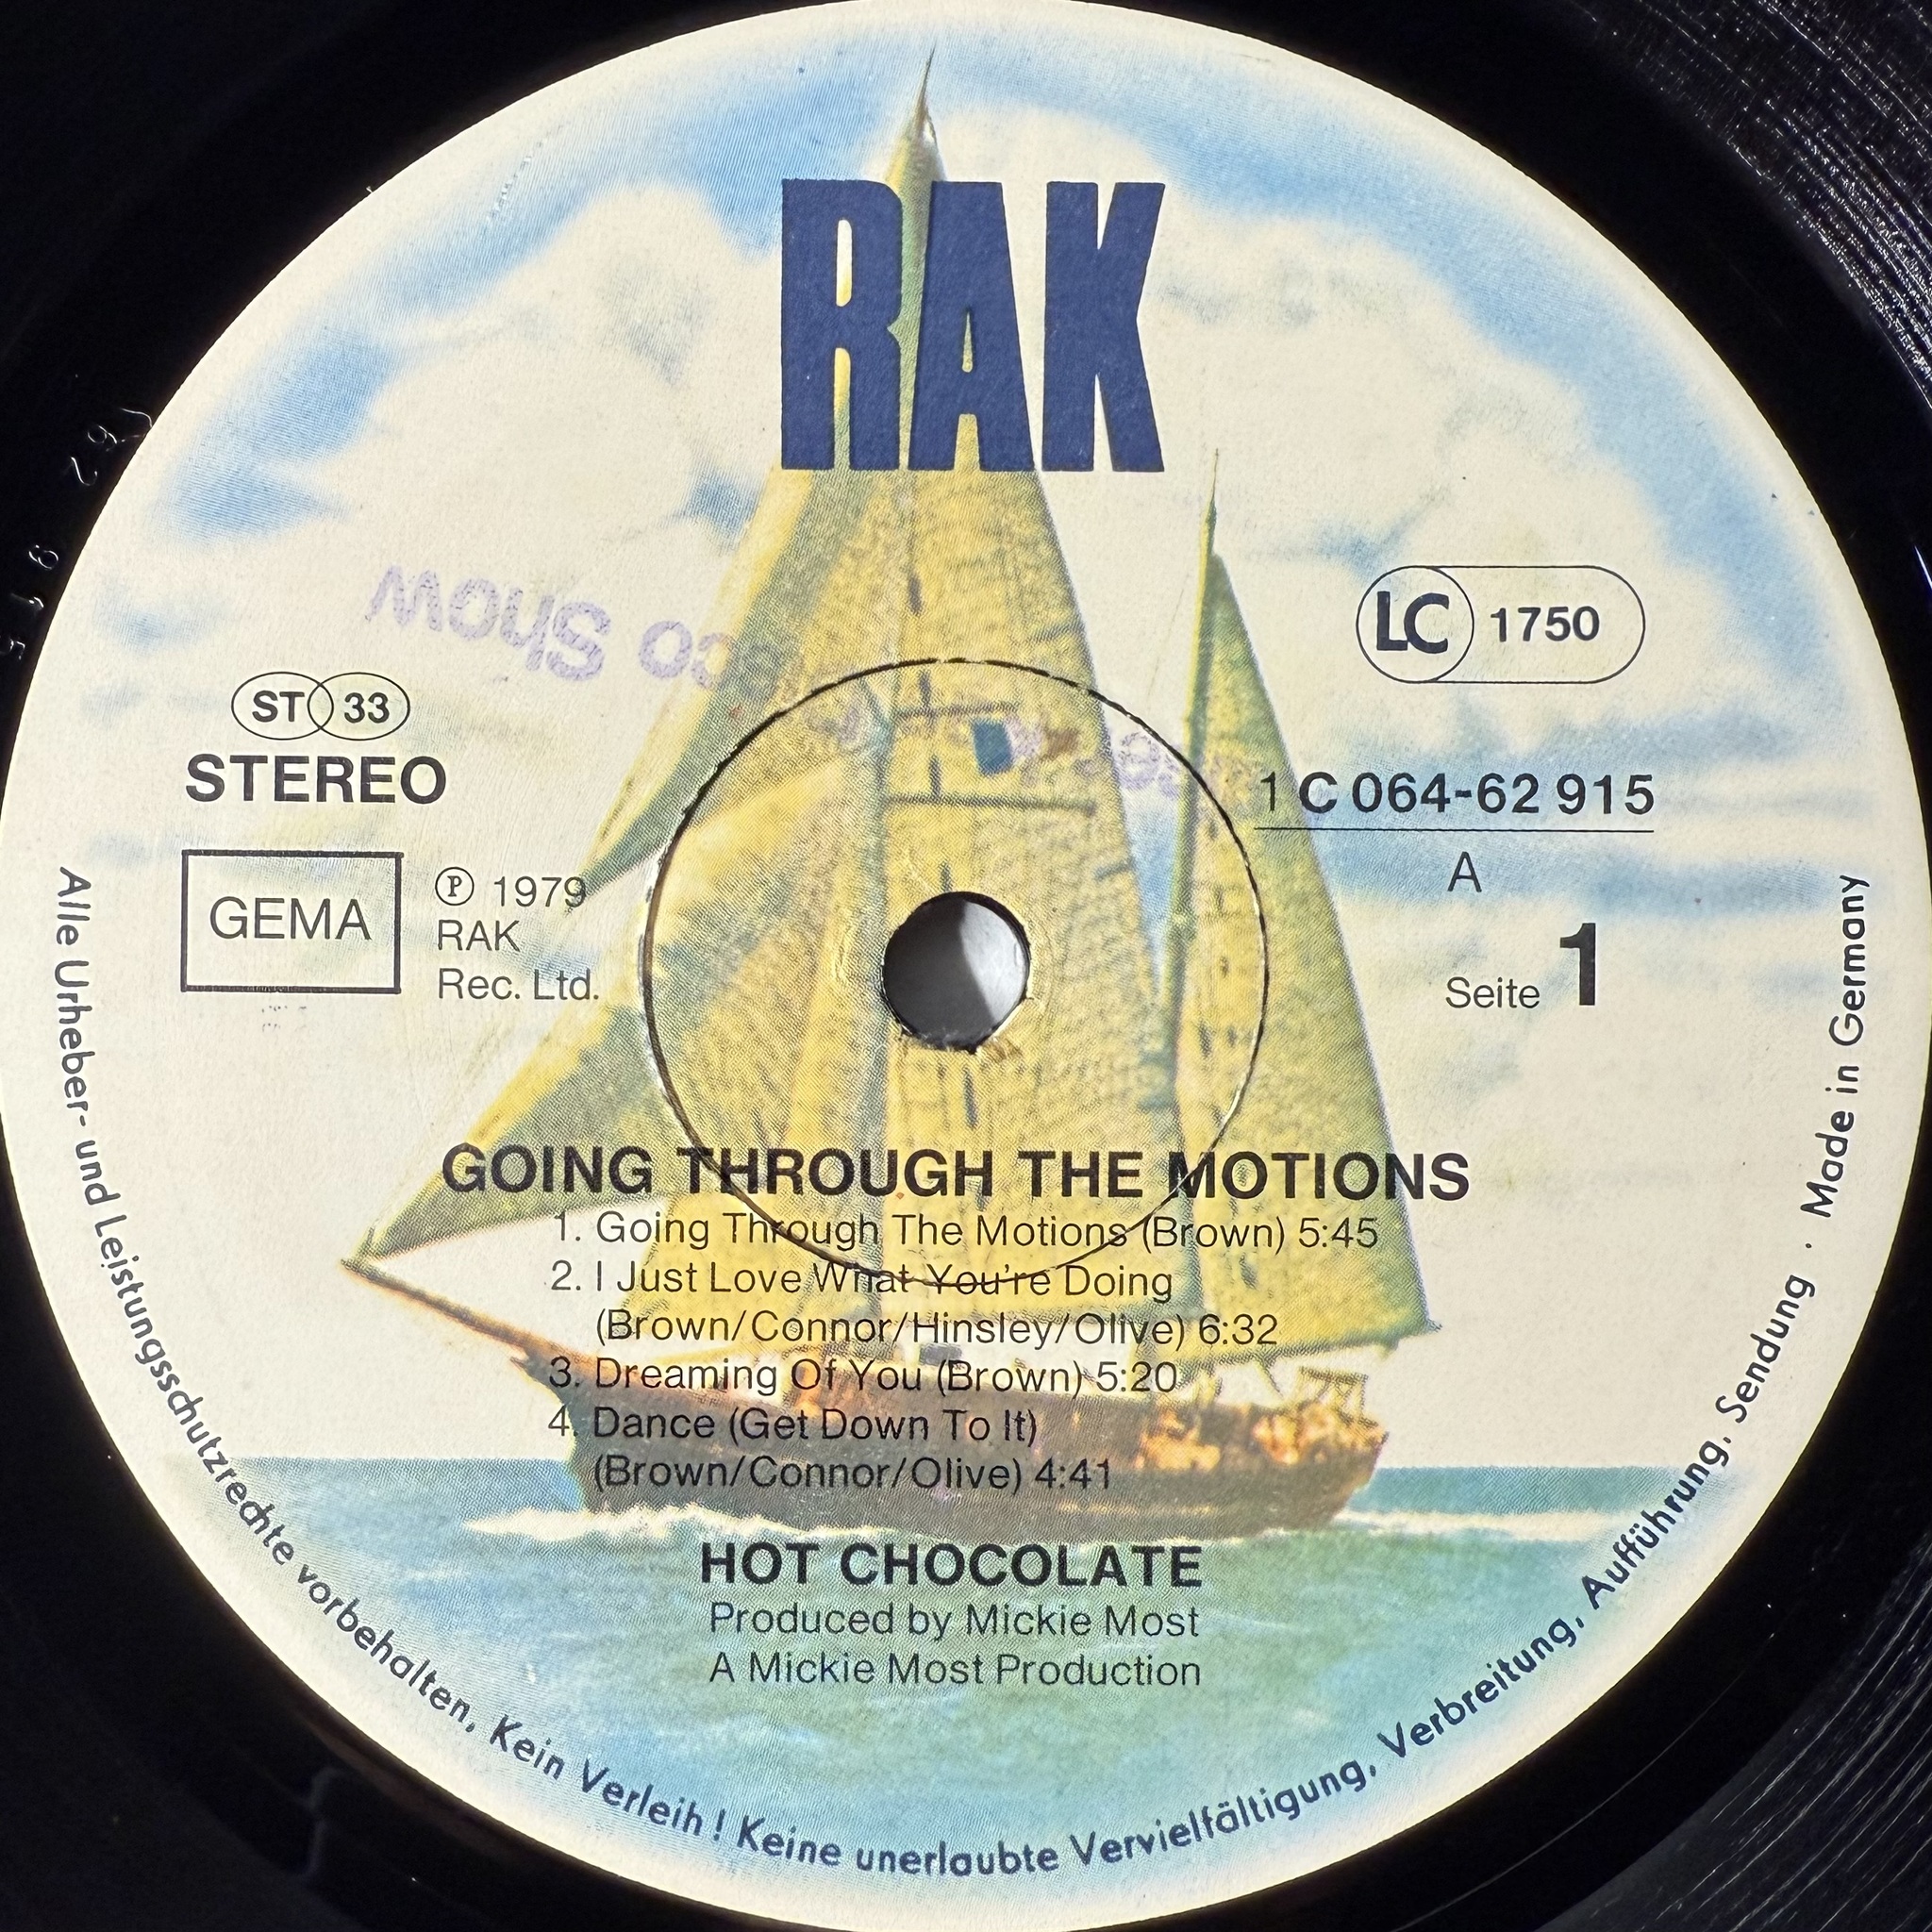 RAK
co Show
LC 1750
ST 33
STEREO
1 C 064-62 915
A
GEMA
℗ 1979
RAK
Rec. Ltd.
Seite 1
GOING THROUGH THE MOTIONS
1. Going Through The Motions (Brown) 5:45
2. I Just Love What You're Doing
(Brown/Connor/Hinsley/Olive) 6:32
3. Dreaming Of You (Brown) 5:20
4. Dance (Get Down To It)
(Brown/Connor/Olive) 4:41
HOT CHOCOLATE
Produced by Mickie Most
A Mickie Most Production
Alle Urheber- und Leistungsschutzrechte vorbehalten. Kein Verleih! Keine unerlaubte Vervielfältigung, Verbreitung, Aufführung, Sendung · Made in Germany